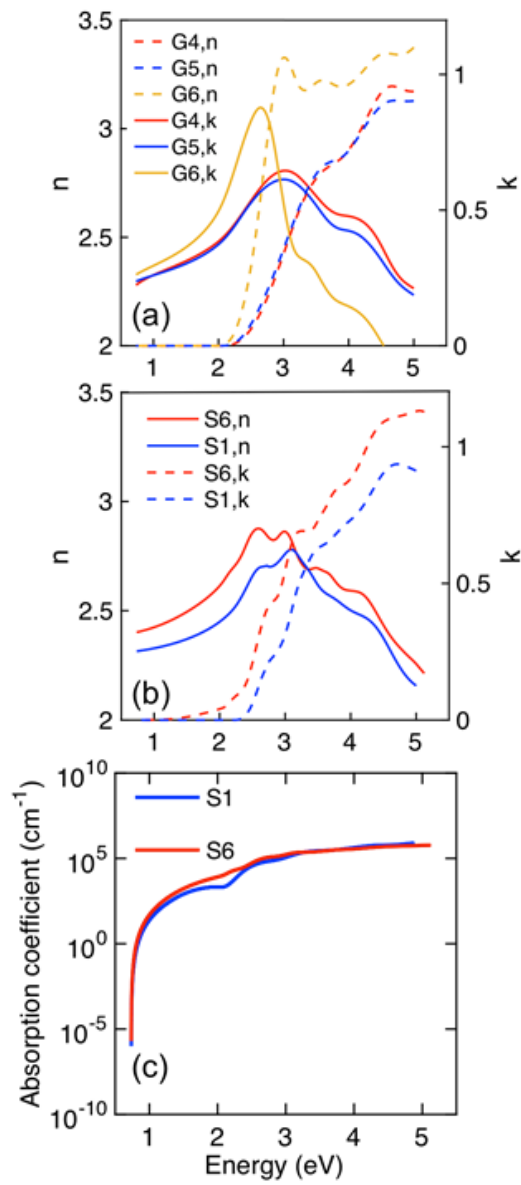 3.5
G4,n
G5,n
G6,n
G4,k
G5,k
G6,k
1
3
n
0.5
k
2.5
(a)
2
0
1 2 3 4 5
3.5
S6,n
S1,n
S6,k
S1,k
1
3
n
0.5
k
2.5
(b)
2
0
1 2 3 4 5
10^10
S1
S6
10^5
10^0
10^-5
10^-10
Absorption coefficient (cm^-1)
(c)
1 2 3 4 5
Energy (eV)